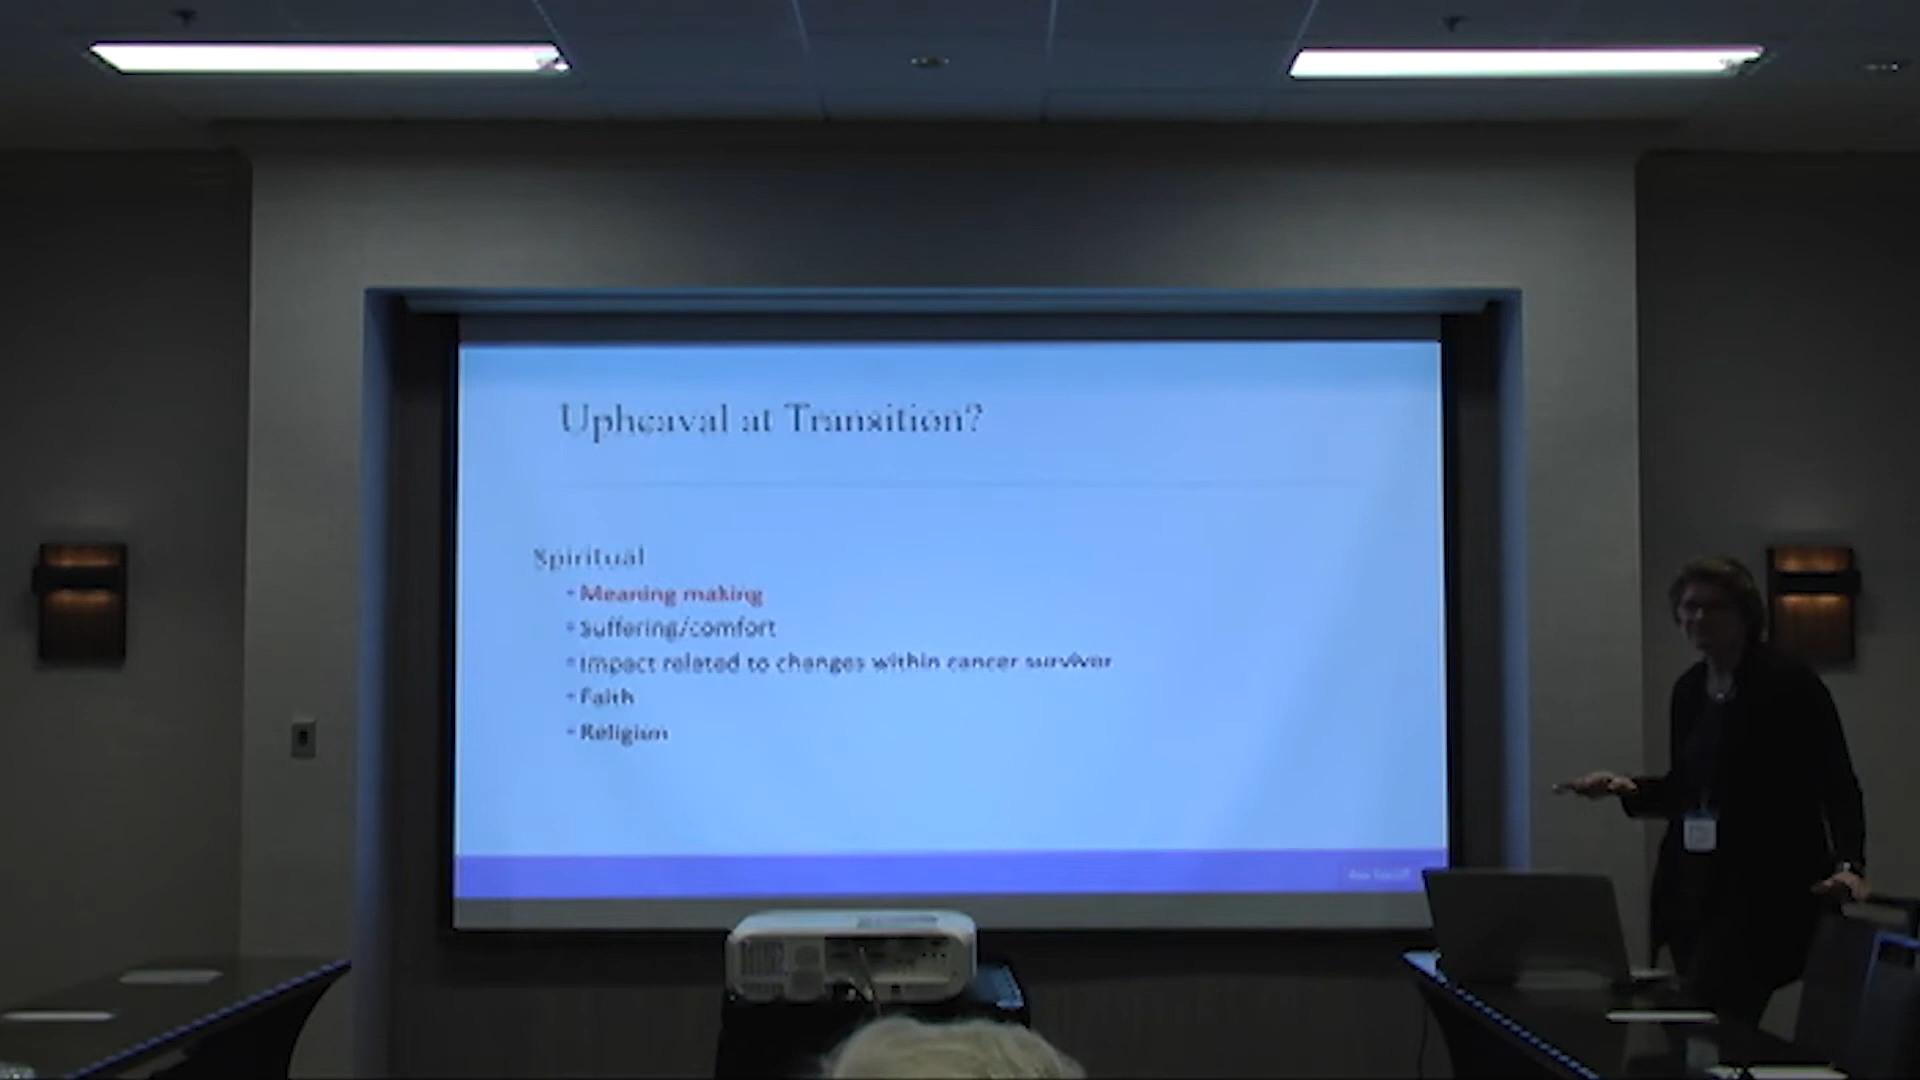 Upheaval at Transition?
Spiritual
Meaning making
Suffering/comfort
Impact related to changes within cancer survivor
Faith
Religion